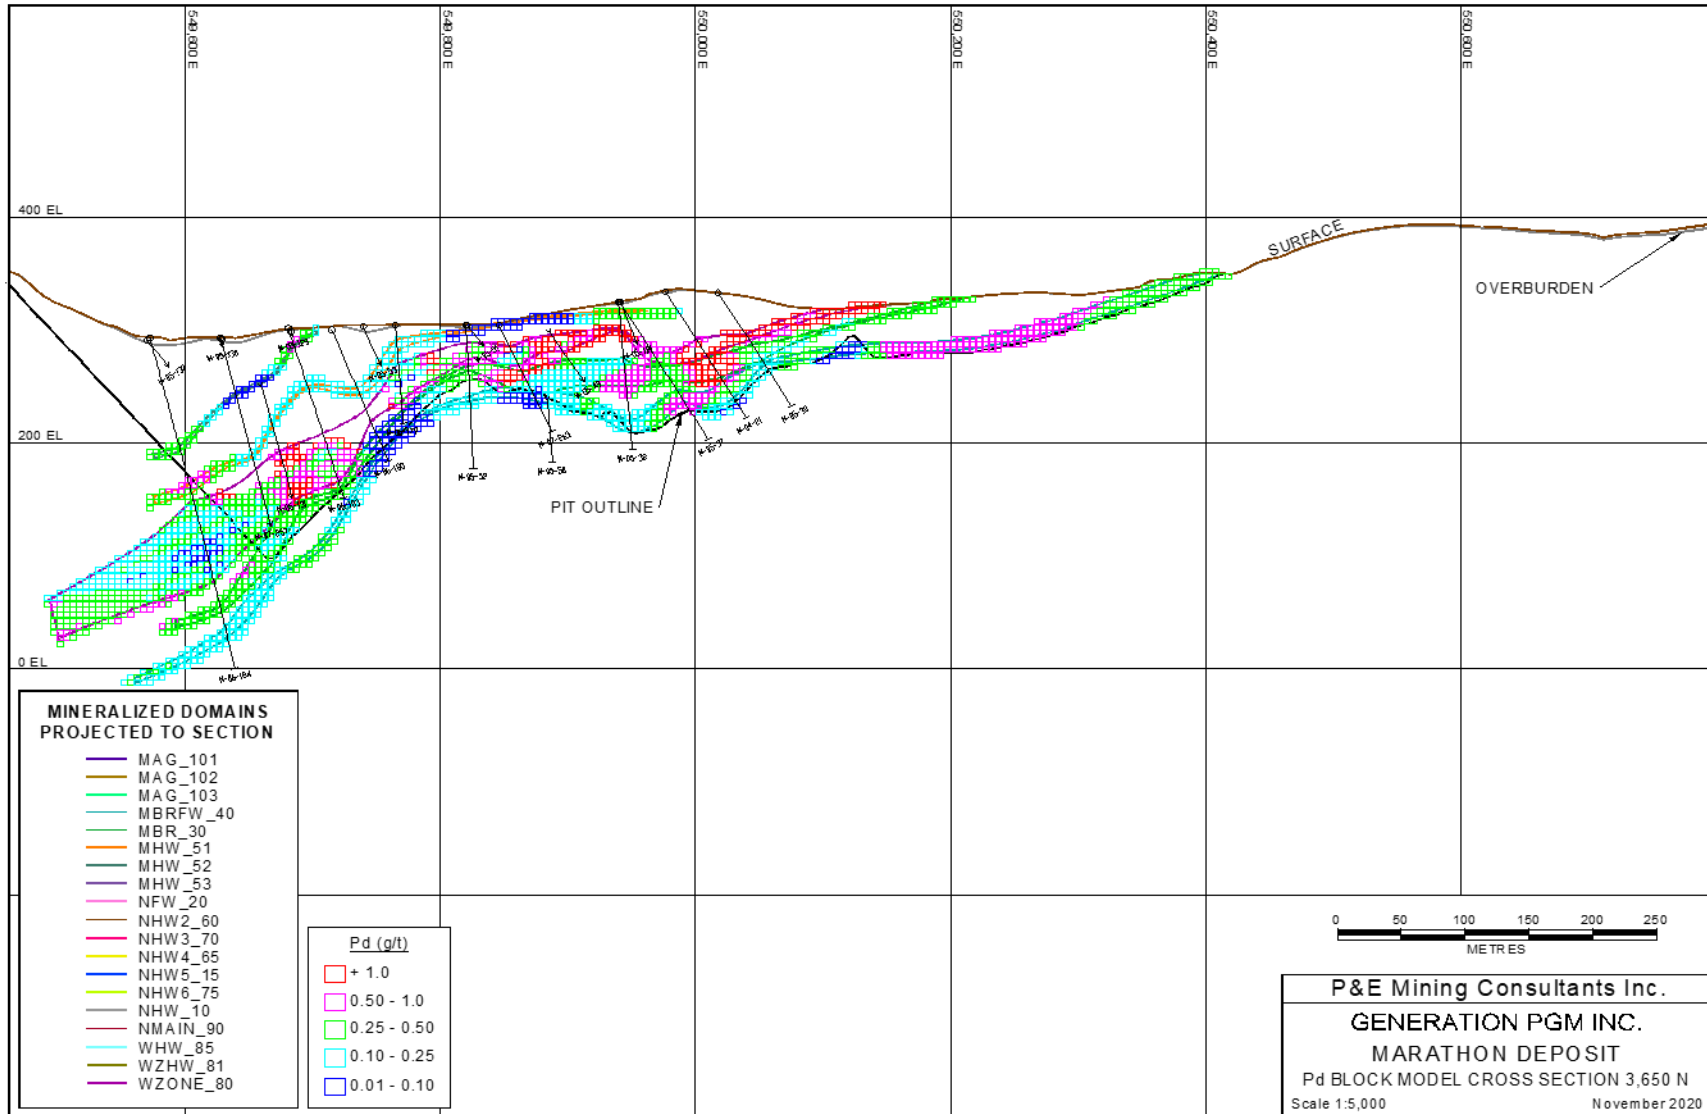 549,600 E
549,800 E
550,000 E
550,200 E
550,400 E
550,600 E
400 EL
SURFACE
OVERBURDEN
200 EL
PIT OUTLINE
0 EL
MINERALIZED DOMAINS
PROJECTED TO SECTION
MAG_101
MAG_102
MAG_103
MBRFW_40
MBR_30
MHW_51
MHW_52
MHW_53
NFW_20
NHW2_60
NHW3_70
NHW4_65
NHW5_15
NHW6_75
NHW_10
NMAIN_90
WHW_85
WZHW_81
WZONE_80
Pd (g/t)
+ 1.0
0.50 - 1.0
0.25 - 0.50
0.10 - 0.25
0.01 - 0.10
0 50 100 150 200 250
METRES
P&E Mining Consultants Inc.
GENERATION PGM INC.
MARATHON DEPOSIT
Pd BLOCK MODEL CROSS SECTION 3,650 N
Scale 1:5,000 November 2020